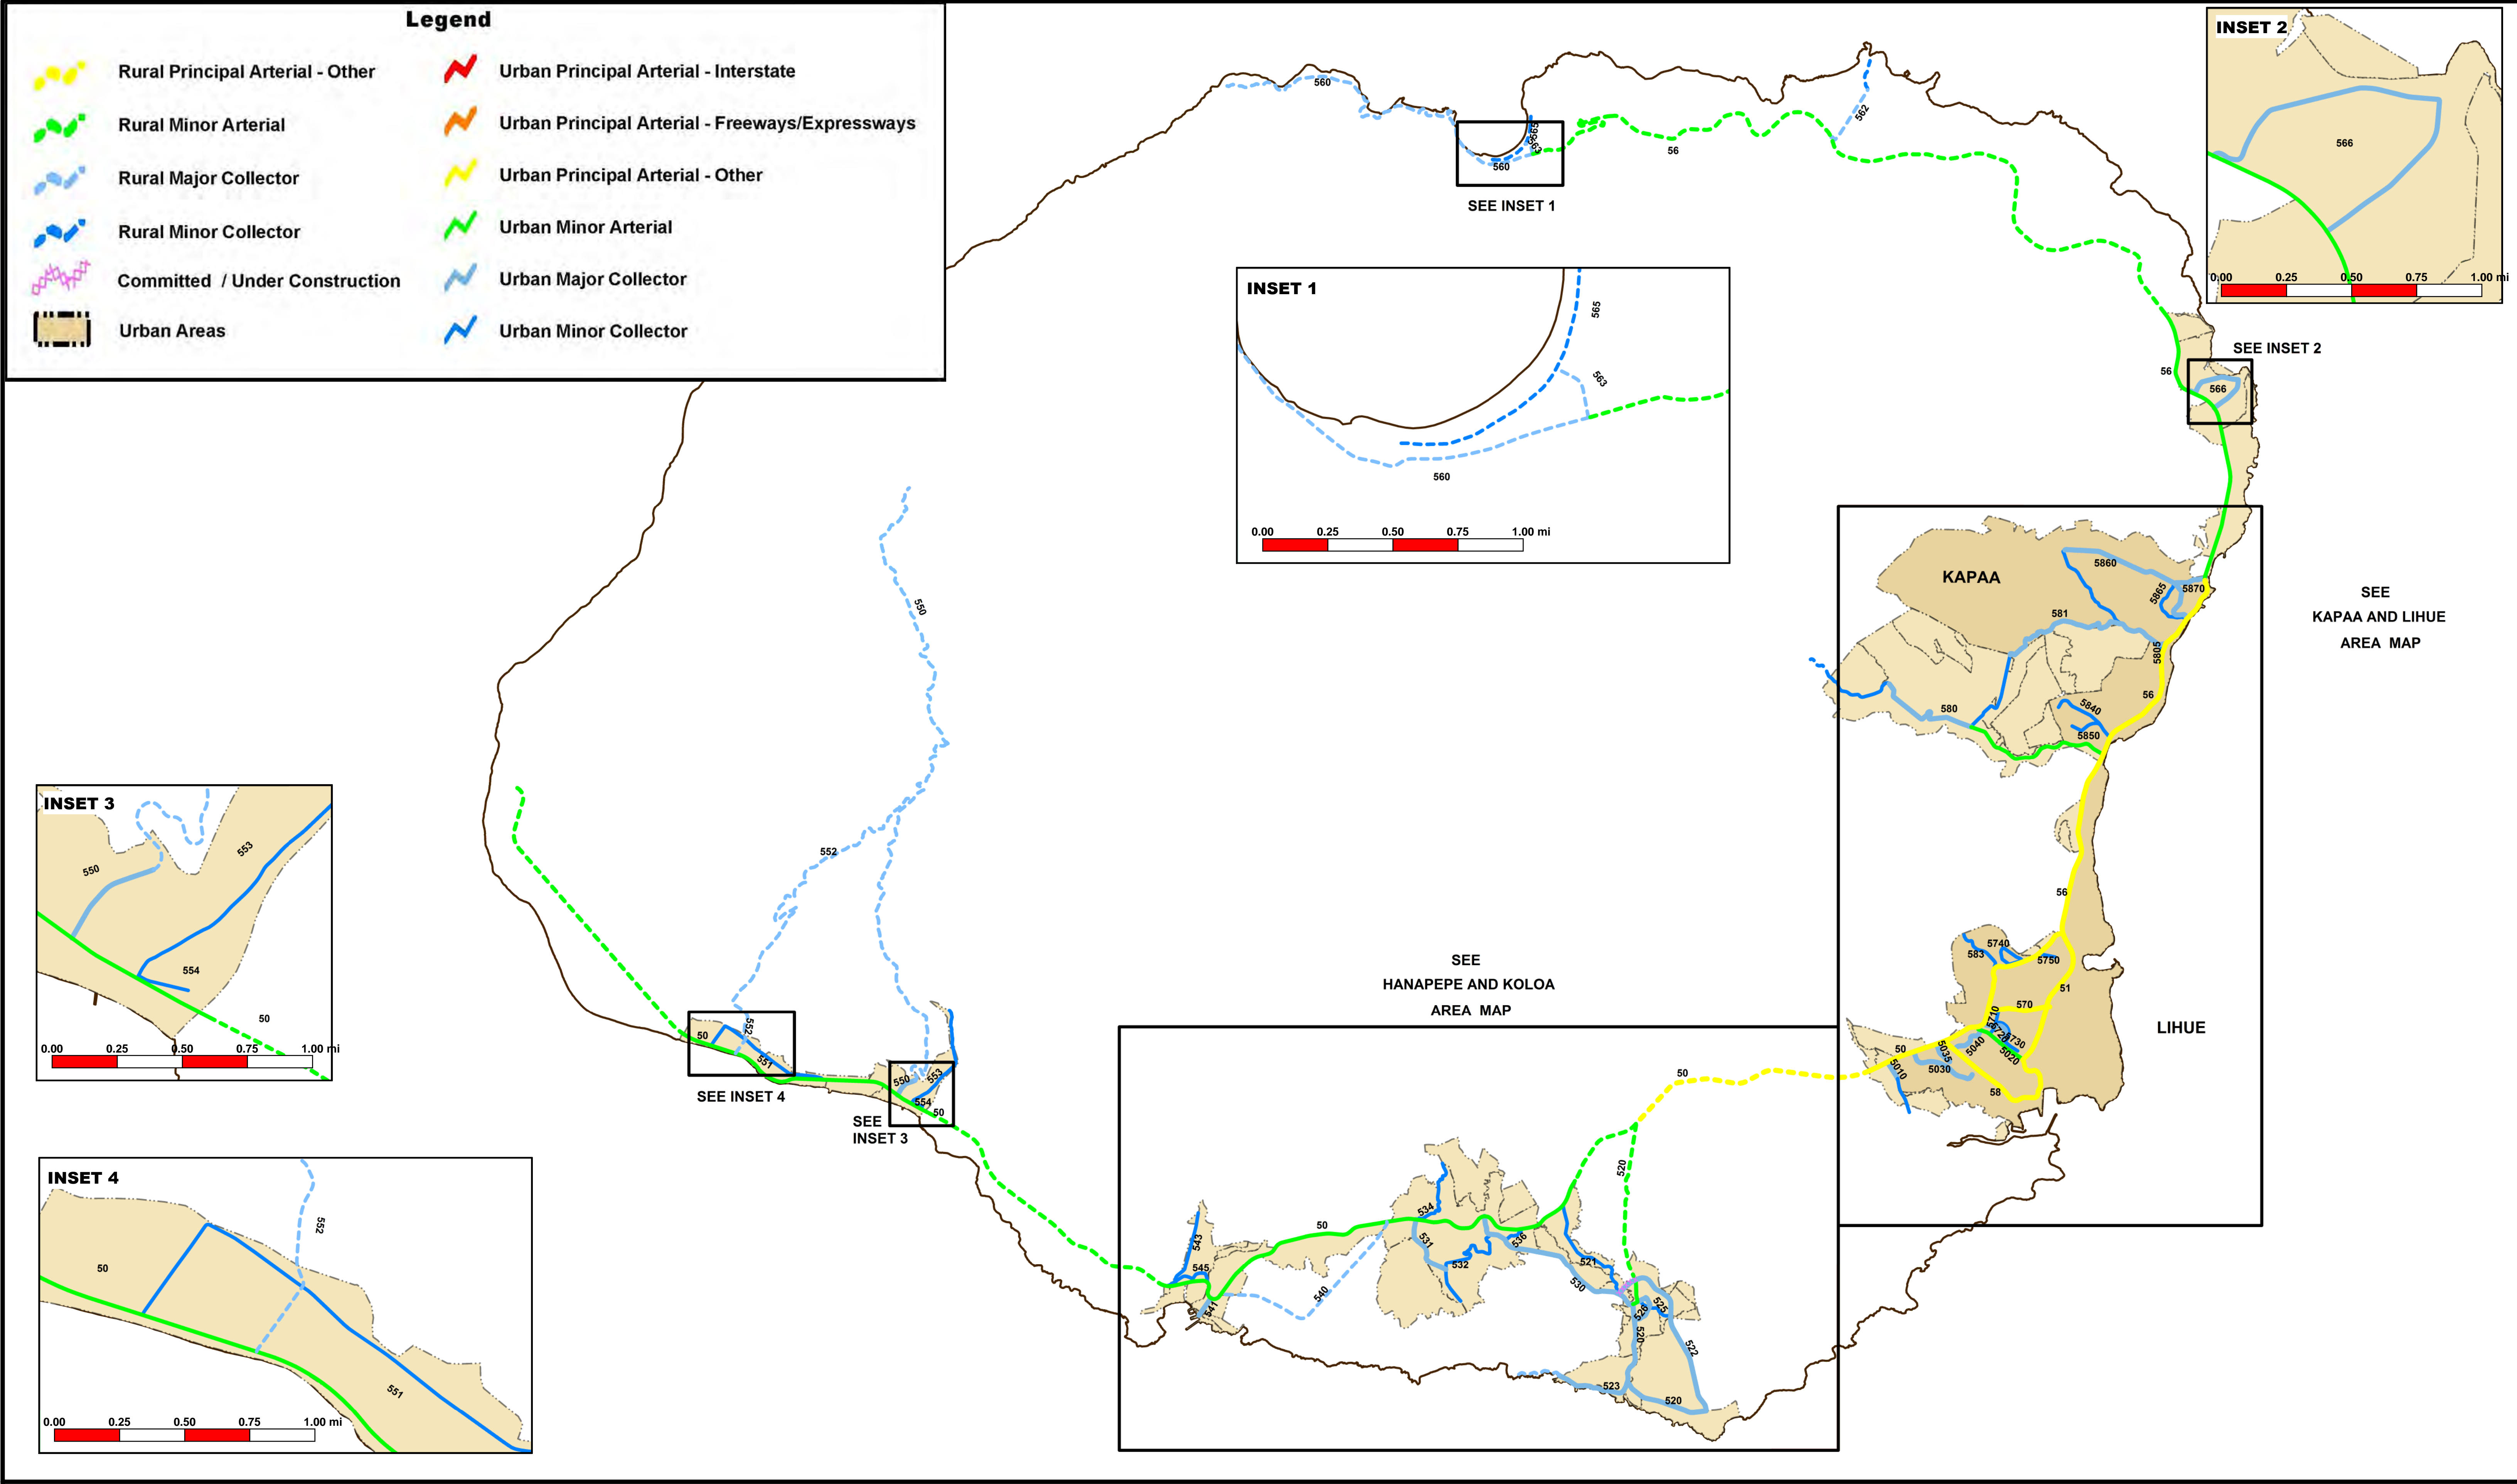 Legend
Rural Principal Arterial - Other
Rural Minor Arterial
Rural Major Collector
Rural Minor Collector
Committed / Under Construction
Urban Areas
Urban Principal Arterial - Interstate
Urban Principal Arterial - Freeways/Expressways
Urban Principal Arterial - Other
Urban Minor Arterial
Urban Major Collector
Urban Minor Collector
560
565
563
560
SEE INSET 1
56
562
INSET 2
566
0.00 0.25 0.50 0.75 1.00 mi
INSET 1
565
563
560
0.00 0.25 0.50 0.75 1.00 mi
SEE INSET 2
56
566
KAPAA
5860
5865
5870
581
5805
56
580
5840
5850
SEE
KAPAA AND LIHUE
AREA MAP
56
583
5740
5750
51
570
5710
5720
5730
5020
5040
5035
50
5010
5030
58
LIHUE
550
552
INSET 3
550
553
554
50
0.00 0.25 0.50 0.75 1.00 mi
50
552
551
SEE INSET 4
550
553
554
50
SEE
INSET 3
SEE
HANAPEPE AND KOLOA
AREA MAP
50
520
50
534
543
545
541
540
531
532
536
530
521
525
526
520
522
523
520
INSET 4
552
50
551
0.00 0.25 0.50 0.75 1.00 mi